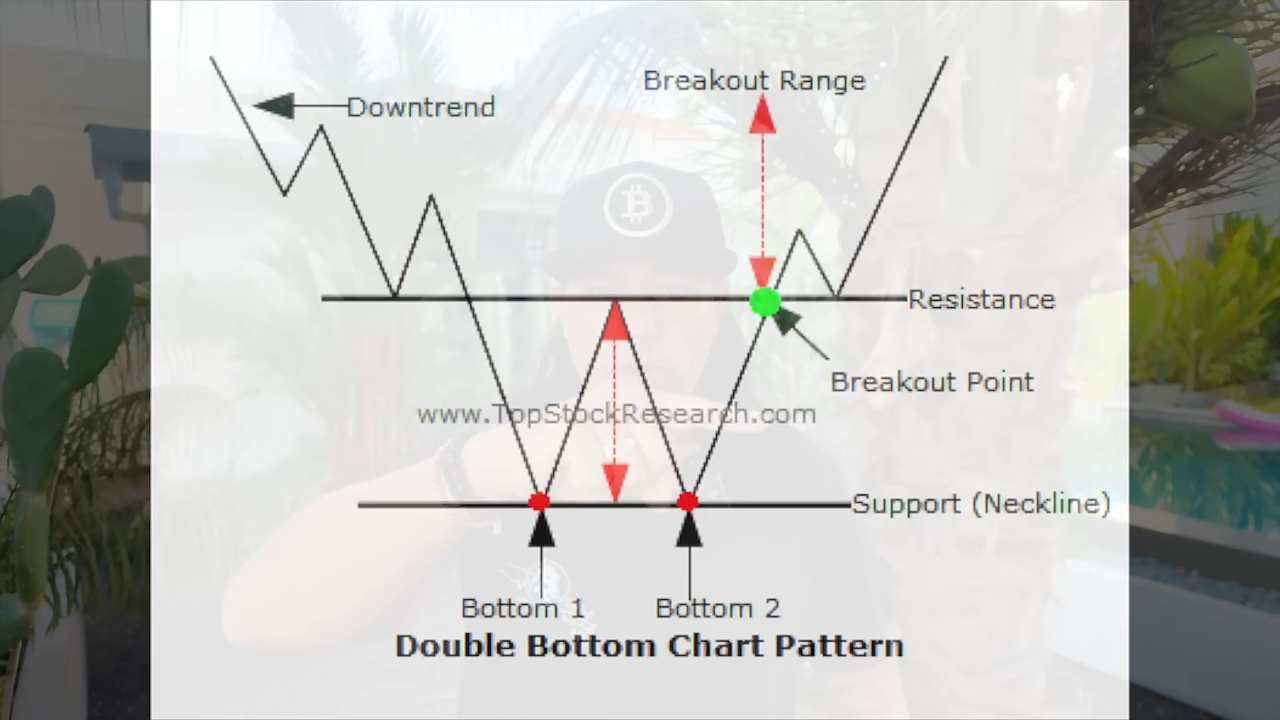 Breakout Range
Downtrend
Resistance
Breakout Point
www.TopStockResearch.com
Support (Neckline)
Bottom 1
Bottom 2
Double Bottom Chart Pattern